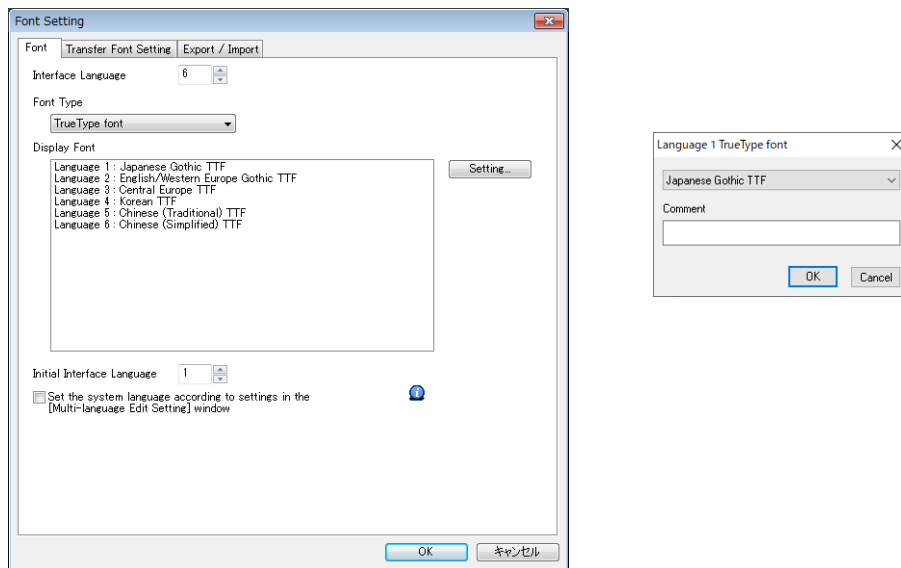 Font Setting
Font
Transfer Font Setting
Export / Import
Interface Language
6
Font Type
TrueType font
Display Font
Language 1 : Japanese Gothic TTF
Language 2 : English/Western Europe Gothic TTF
Language 3 : Central Europe TTF
Language 4 : Korean TTF
Language 5 : Chinese (Traditional) TTF
Language 6 : Chinese (Simplified) TTF
Setting...
Initial Interface Language
1
Set the system language according to settings in the
[Multi-language Edit Setting] window
OK
キャンセル
Language 1 TrueType font
Japanese Gothic TTF
Comment
OK
Cancel